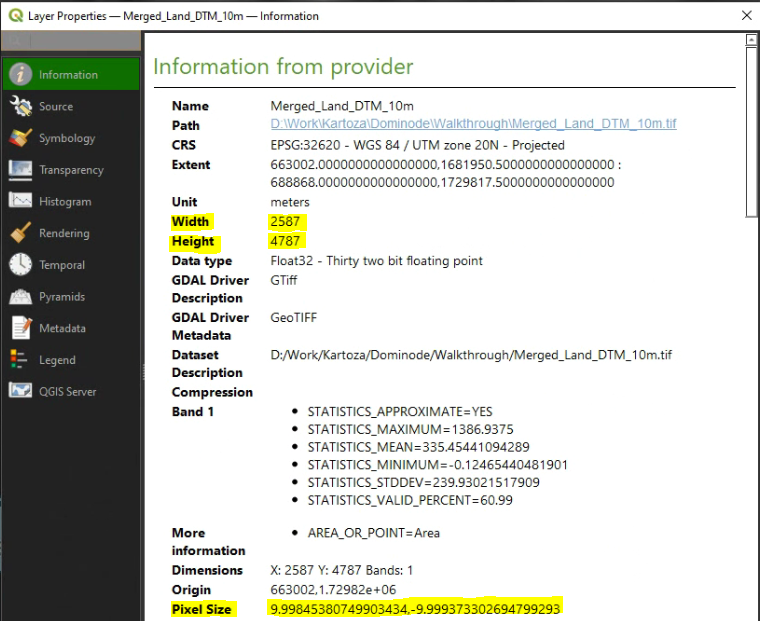 Layer Properties — Merged_Land_DTM_10m — Information
Information from provider
Information
Source
Symbology
Transparency
Histogram
Rendering
Temporal
Pyramids
Metadata
Legend
QGIS Server
Name Merged_Land_DTM_10m
Path D:\Work\Kartoza\Dominode\Walkthrough\Merged_Land_DTM_10m.tif
CRS EPSG:32620 - WGS 84 / UTM zone 20N - Projected
Extent 663002.0000000000000000,1681950.5000000000000000 :
688868.0000000000000000,1729817.5000000000000000
Unit meters
Width 2587
Height 4787
Data type Float32 - Thirty two bit floating point
GDAL Driver GTiff
Description
GDAL Driver GeoTIFF
Metadata
Dataset D:/Work/Kartoza/Dominode/Walkthrough/Merged_Land_DTM_10m.tif
Description
Compression
Band 1
• STATISTICS_APPROXIMATE=YES
• STATISTICS_MAXIMUM=1386.9375
• STATISTICS_MEAN=335.45441094289
• STATISTICS_MINIMUM=-0.12465440481901
• STATISTICS_STDDEV=239.93021517909
• STATISTICS_VALID_PERCENT=60.99
More • AREA_OR_POINT=Area
information
Dimensions X: 2587 Y: 4787 Bands: 1
Origin 663002,1.72982e+06
Pixel Size 9.99845380749903434,-9.999373302694799293